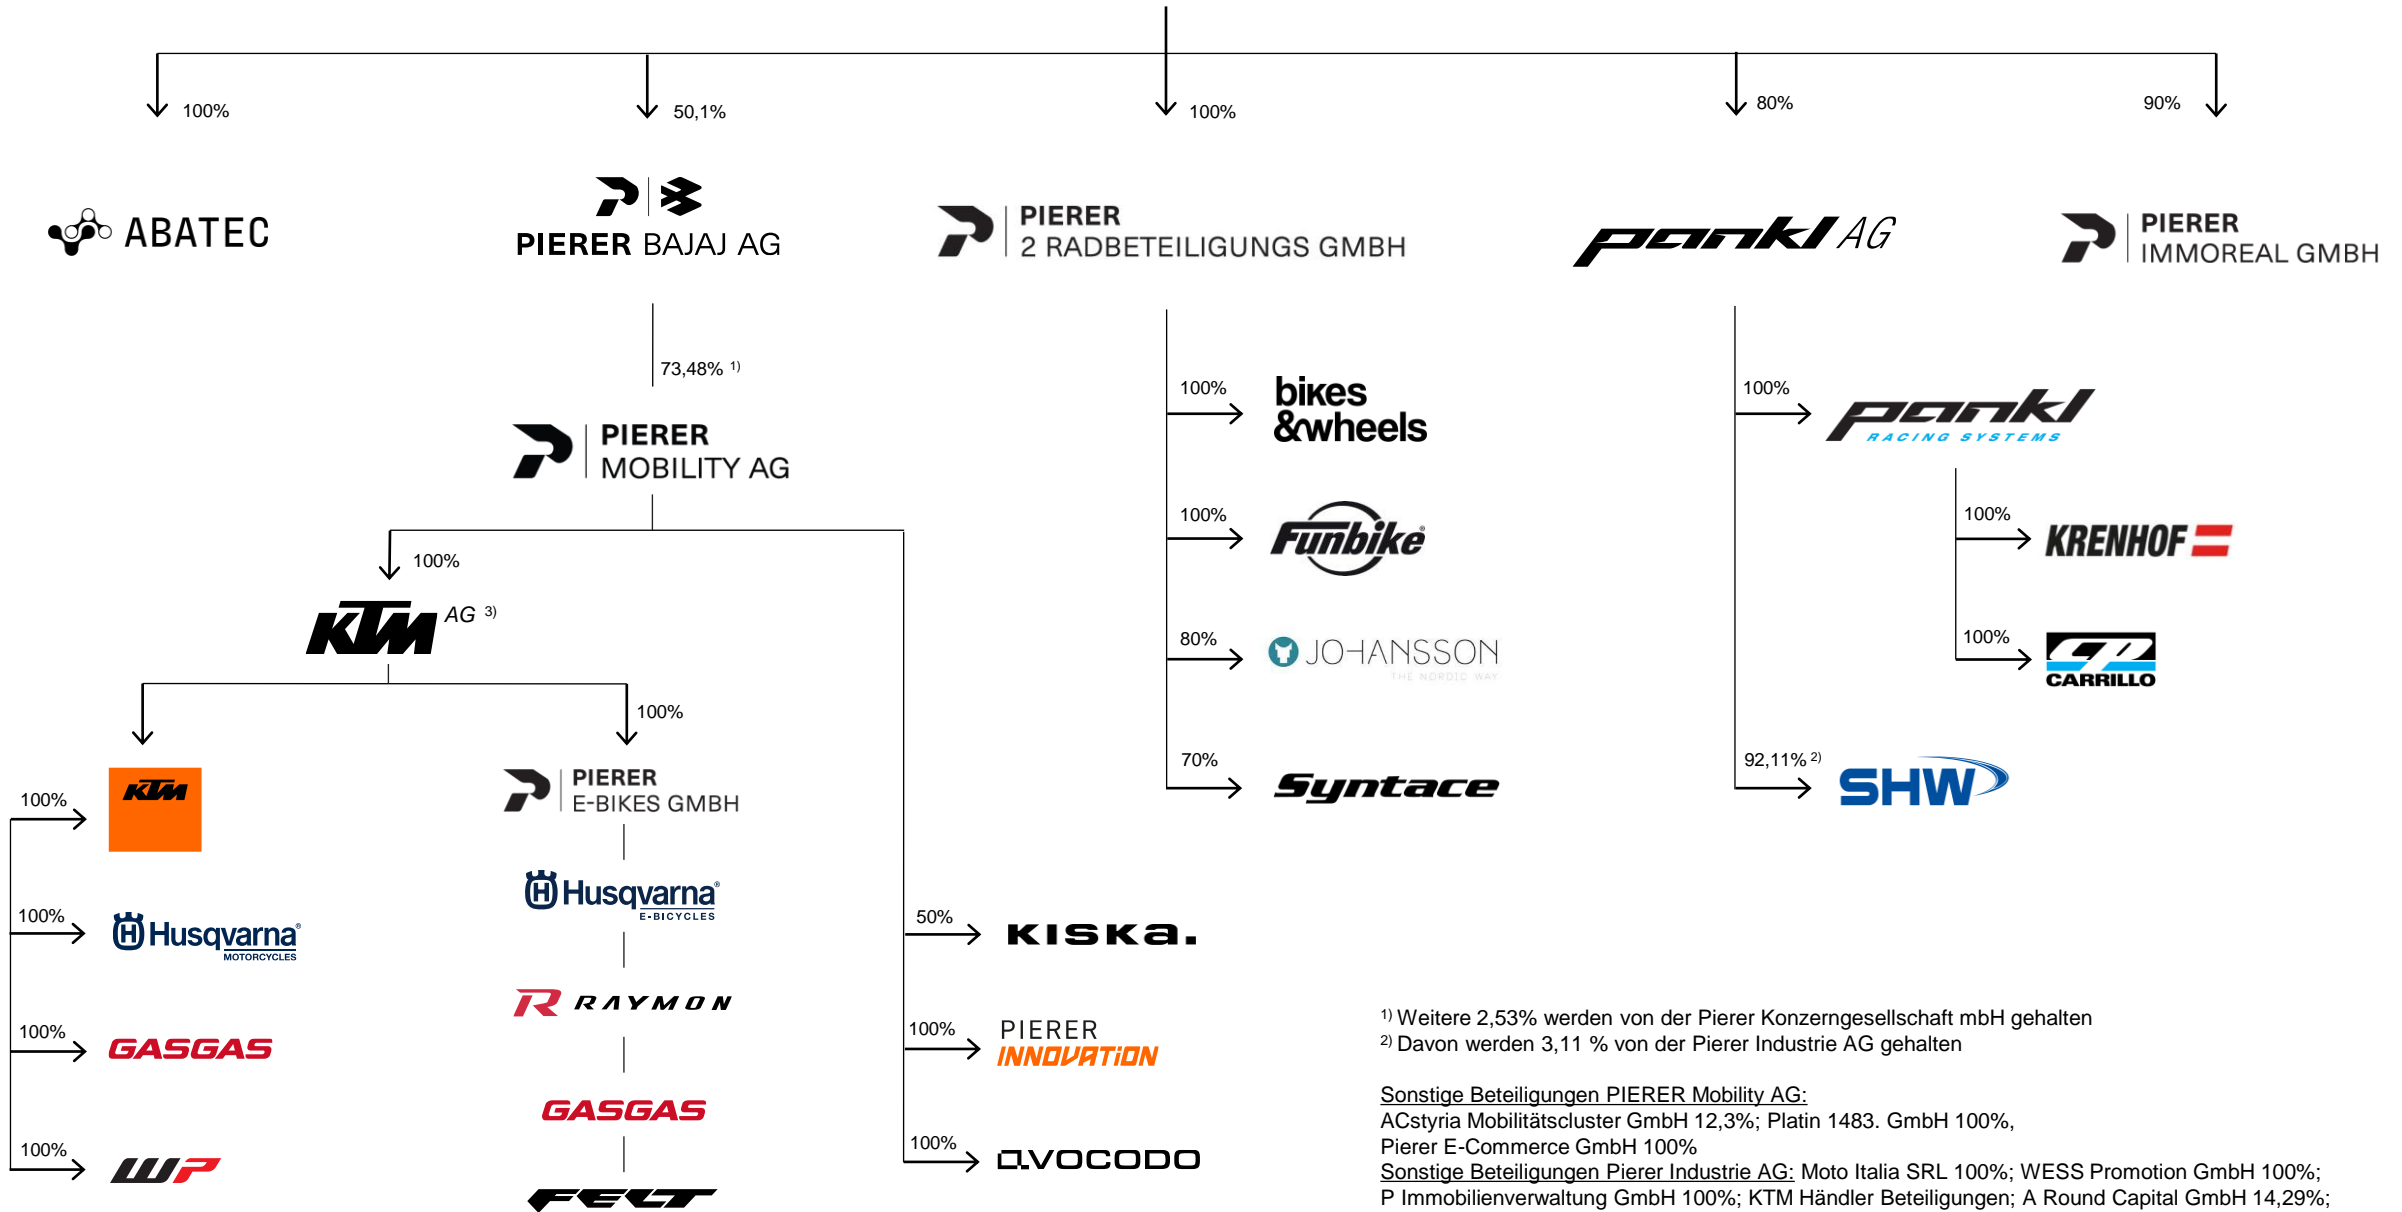 100%
50,1%
100%
80%
90%
ABATEC
PIERER BAJAJ AG
PIERER
2 RADBETEILIGUNGS GMBH
pankl AG
PIERER
IMMOREAL GMBH
73,48% 1)
PIERER
MOBILITY AG
100%
KTM AG 3)
100%
100%
KTM
100%
Husqvarna®
MOTORCYCLES
100%
GASGAS
100%
WP
100%
PIERER
E-BIKES GMBH
Husqvarna®
E-BICYCLES
R RAYMON
GASGAS
FELT
50%
KISKA.
100%
PIERER
INNOVATION
100%
AVOCODO
100%
bikes
&wheels
100%
Funbike®
80%
JOHANSSON
THE NORDIC WAY
70%
Syntace
100%
pankl
RACING SYSTEMS
100%
KRENHOF
100%
CP
CARRILLO
92,11% 2)
SHW
1) Weitere 2,53% werden von der Pierer Konzerngesellschaft mbH gehalten
2) Davon werden 3,11 % von der Pierer Industrie AG gehalten
Sonstige Beteiligungen PIERER Mobility AG:
ACstyria Mobilitätscluster GmbH 12,3%; Platin 1483. GmbH 100%,
Pierer E-Commerce GmbH 100%
Sonstige Beteiligungen Pierer Industrie AG: Moto Italia SRL 100%; WESS Promotion GmbH 100%;
P Immobilienverwaltung GmbH 100%; KTM Händler Beteiligungen; A Round Capital GmbH 14,29%;